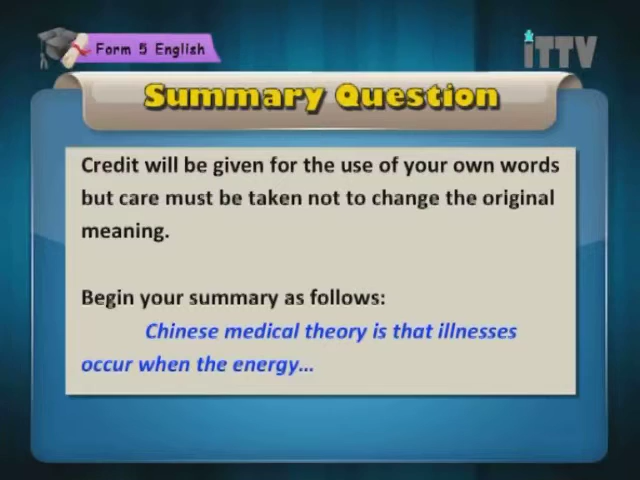 Form 5 English
iTTV
Summary Question
Credit will be given for the use of your own words
but care must be taken not to change the original
meaning.
Begin your summary as follows:
Chinese medical theory is that illnesses
occur when the energy...